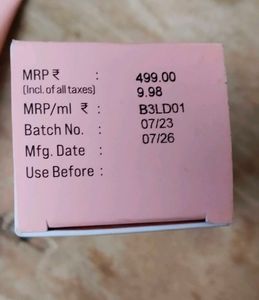 MRP ₹ : 499.00
(Incl. of all taxes) 9.98
MRP/ml ₹ : B3LD01
Batch No. : 07/23
Mfg. Date : 07/26
Use Before :